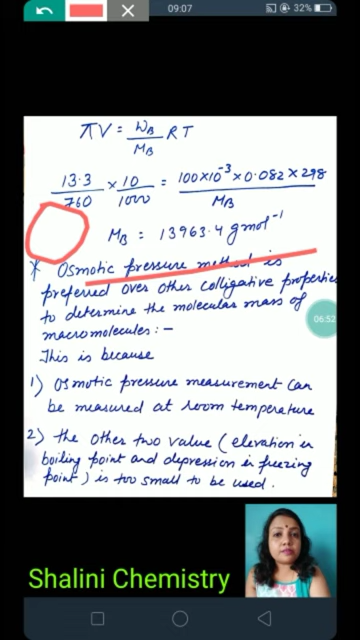 09:07
32%
πV = W_B/M_B RT
13.3/760 × 10/1000 = 100×10⁻³×0.082×298/M_B
M_B = 13963.4 g mol⁻¹
* Osmotic pressure method is
preferred over other colligative properties
to determine the molecular mass of
macromolecules:-
This is because
1) Osmotic pressure measurement can
be measured at room temperature
2) the other two value (elevation in
boiling point and depression in freezing
point) is too small to be used.
06:52
Shalini Chemistry